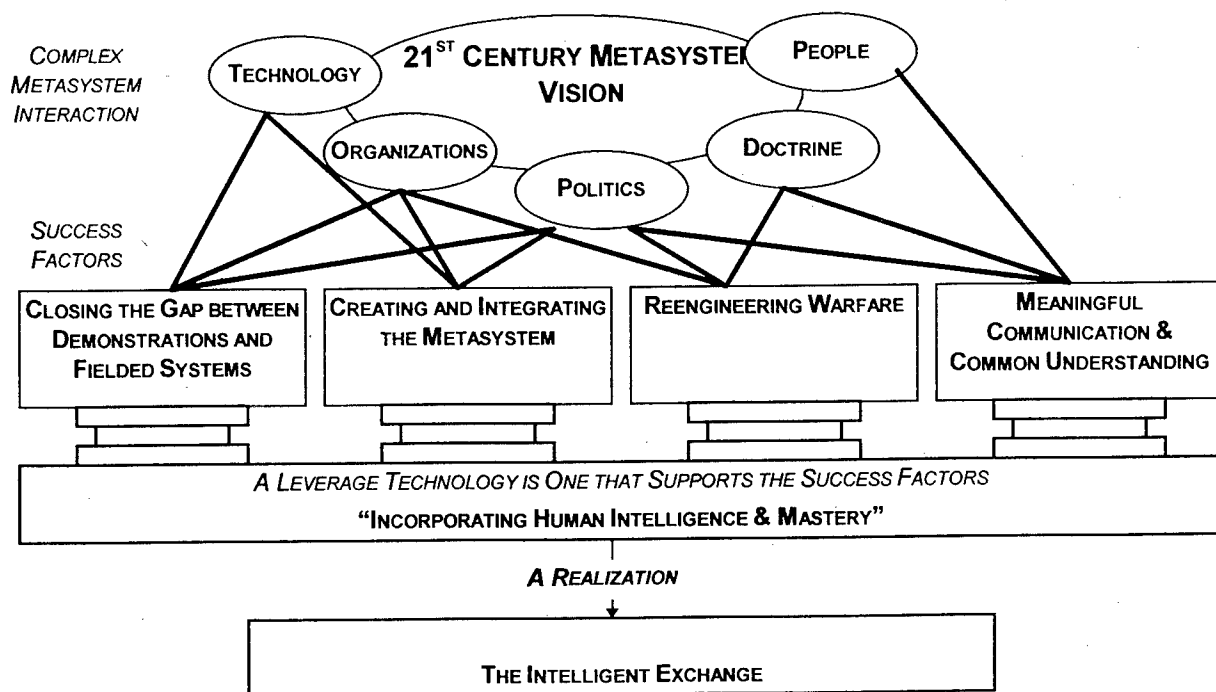 COMPLEX
METASYSTEM
INTERACTION
21ST CENTURY METASYSTEM
VISION
TECHNOLOGY
PEOPLE
ORGANIZATIONS
DOCTRINE
POLITICS
SUCCESS
FACTORS
CLOSING THE GAP BETWEEN
DEMONSTRATIONS AND
FIELDED SYSTEMS
CREATING AND INTEGRATING
THE METASYSTEM
REENGINEERING WARFARE
MEANINGFUL
COMMUNICATION &
COMMON UNDERSTANDING
A LEVERAGE TECHNOLOGY IS ONE THAT SUPPORTS THE SUCCESS FACTORS
“INCORPORATING HUMAN INTELLIGENCE & MASTERY”
A REALIZATION
THE INTELLIGENT EXCHANGE